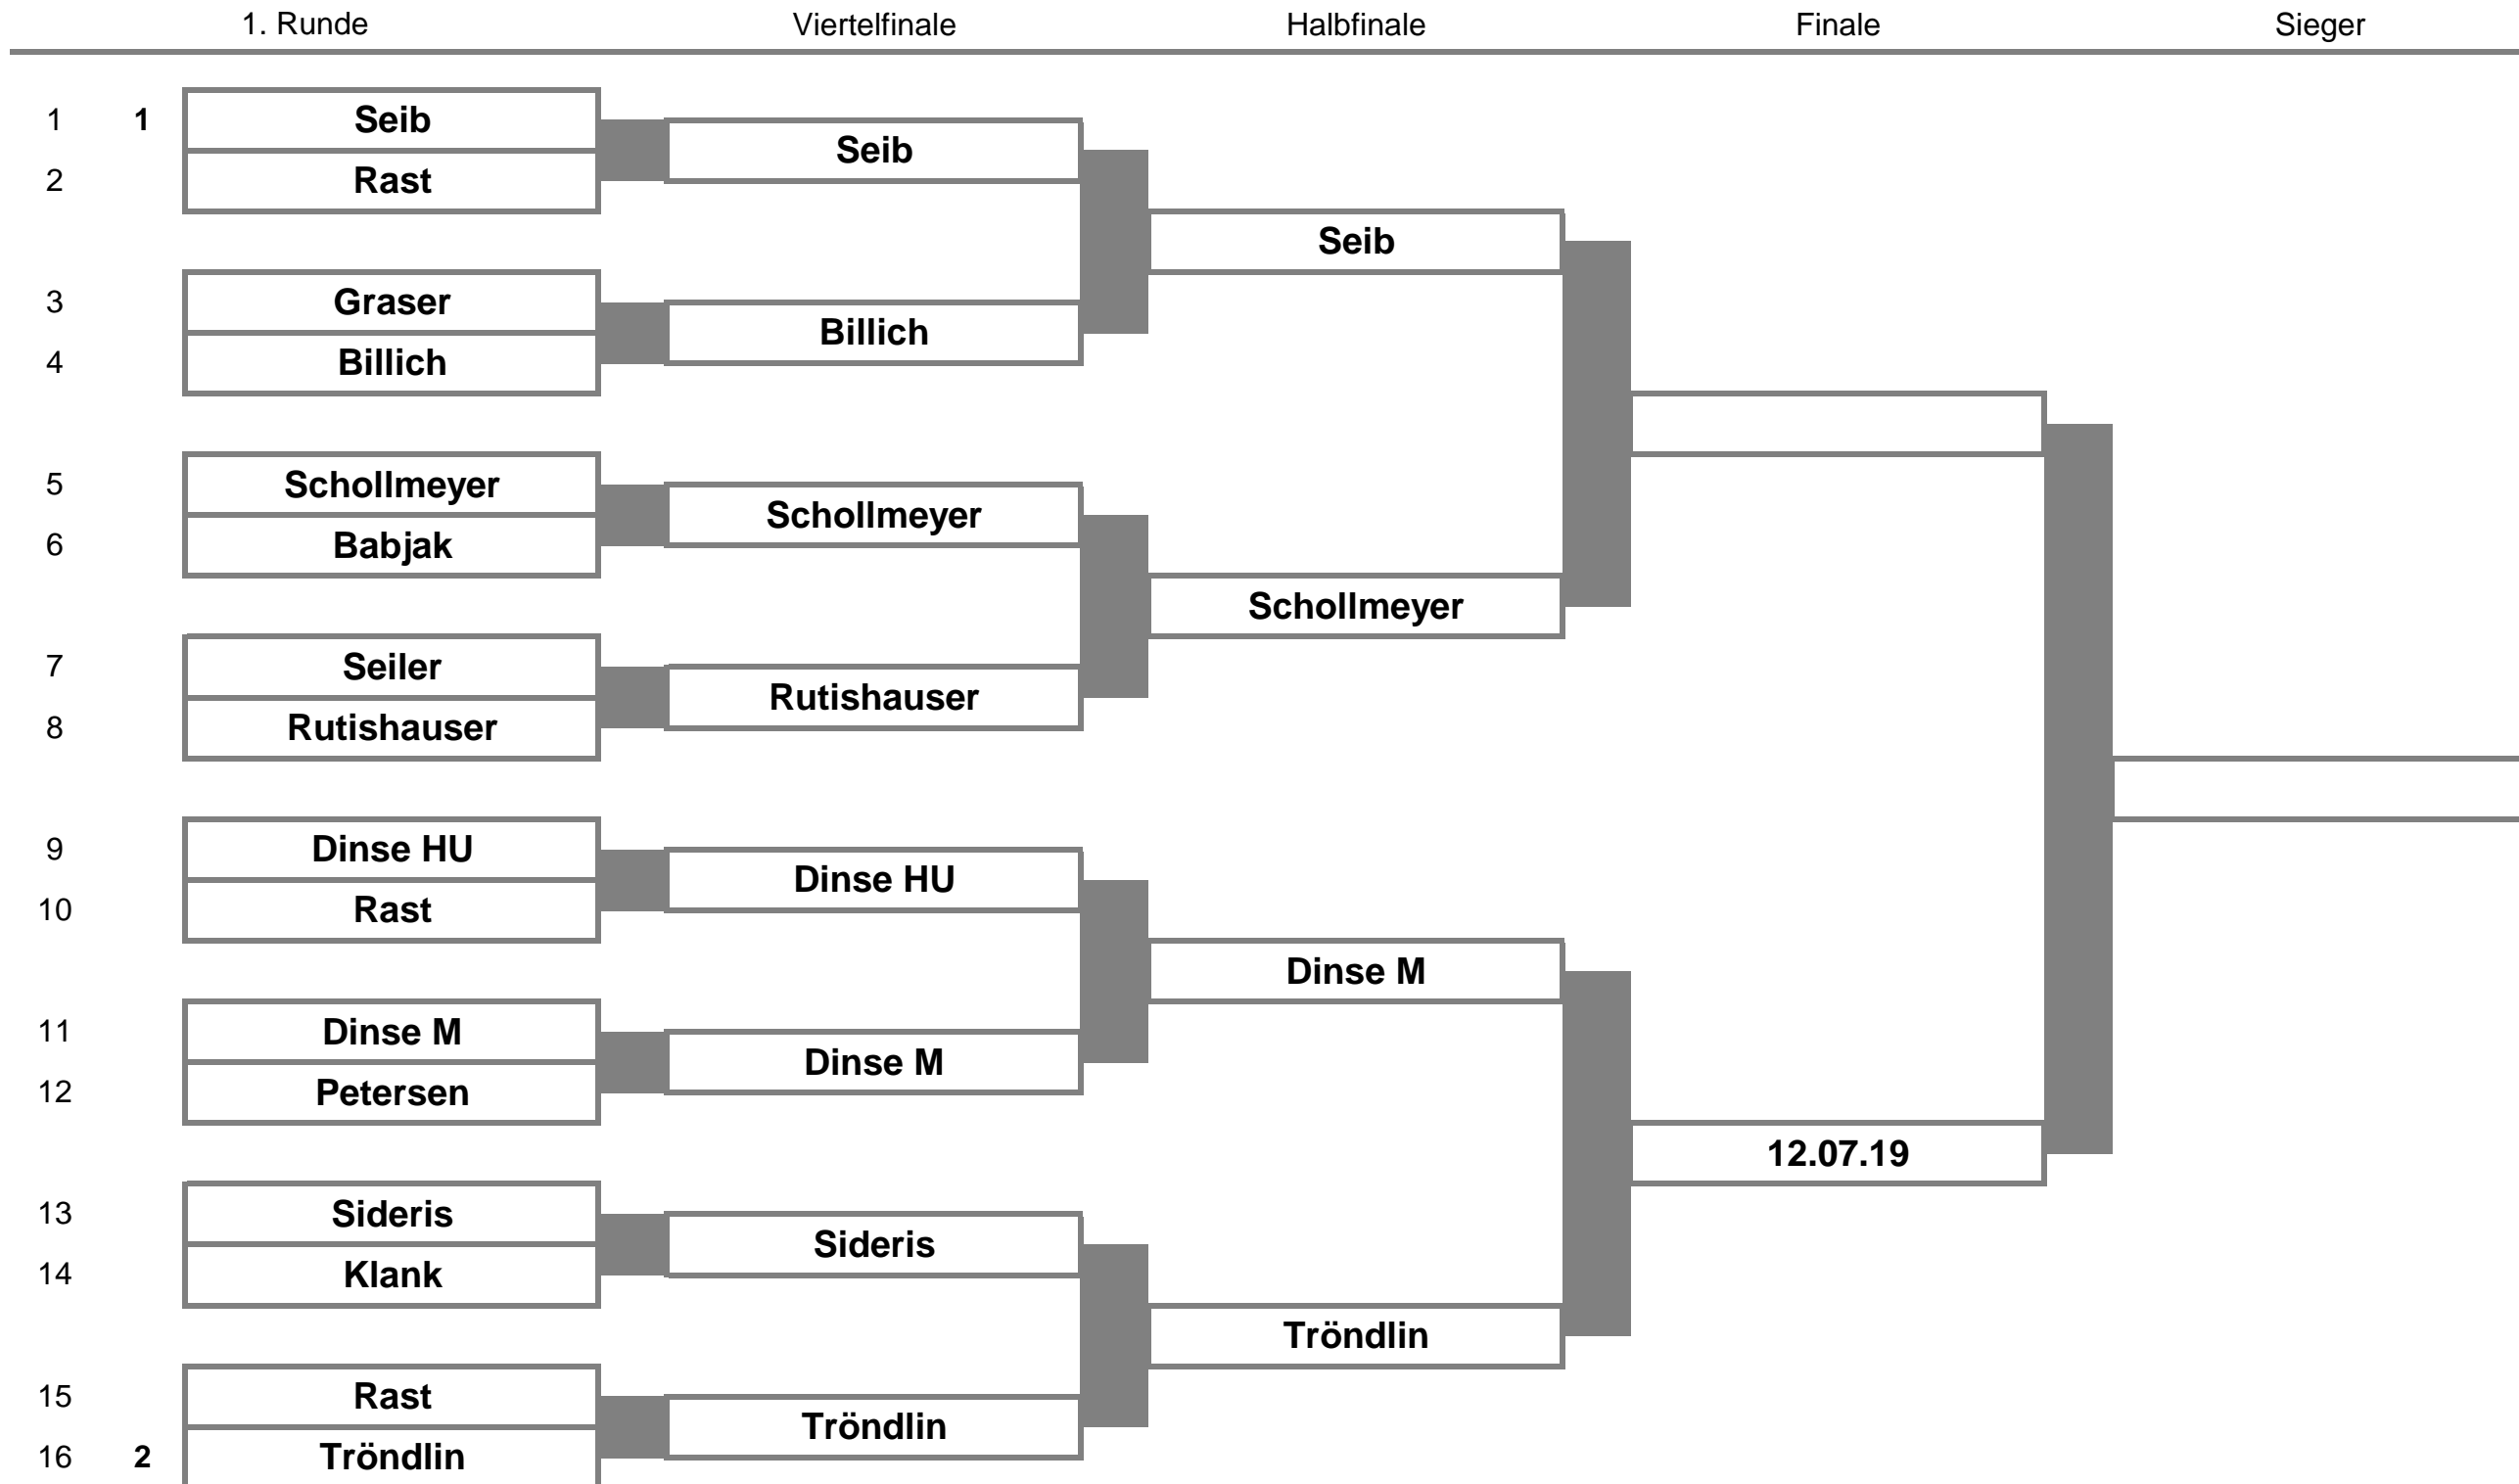 1. Runde Viertelfinale Halbfinale Finale Sieger
1 1 Seib
Seib
2 Rast
Seib
3 Graser
Billich
4 Billich
5 Schollmeyer
Schollmeyer
6 Babjak
Schollmeyer
7 Seiler
Rutishauser
8 Rutishauser
9 Dinse HU
Dinse HU
10 Rast
Dinse M
11 Dinse M
Dinse M
12 Petersen
12.07.19
13 Sideris
Sideris
14 Klank
Tröndlin
15 Rast
Tröndlin
16 2 Tröndlin